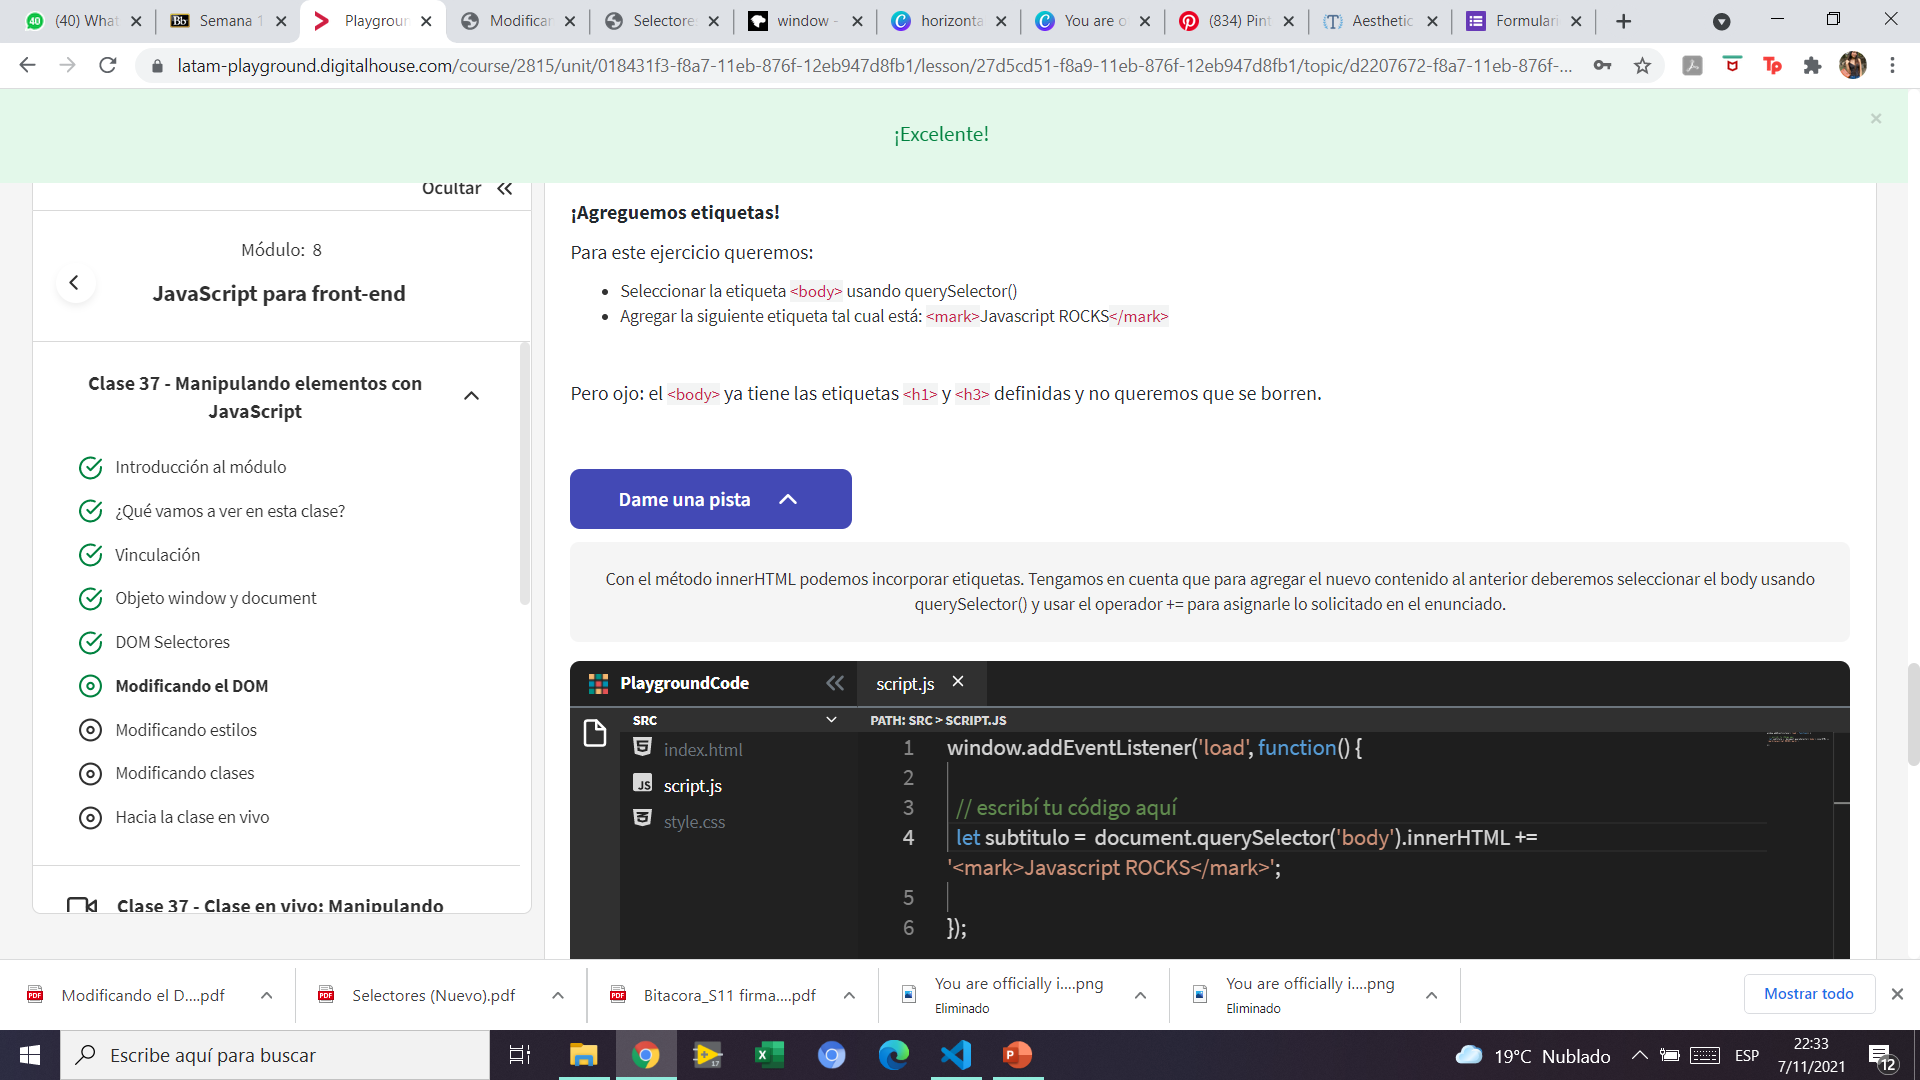 (40) What
Semana 1
Playgroun
Modificar
Selectore
window -
horizonta
You are o
(834) Pint
Aesthetic
Formulari
latam-playground.digitalhouse.com/course/2815/unit/018431f3-f8a7-11eb-876f-12eb947d8fb1/lesson/27d5cd51-f8a9-11eb-876f-12eb947d8fb1/topic/d2207672-f8a7-11eb-876f-...
¡Excelente!
×
Ocultar
Módulo: 8
JavaScript para front-end
Clase 37 - Manipulando elementos con
JavaScript
Introducción al módulo
¿Qué vamos a ver en esta clase?
Vinculación
Objeto window y document
DOM Selectores
Modificando el DOM
Modificando estilos
Modificando clases
Hacia la clase en vivo
Clase 37 - Clase en vivo: Manipulando
¡Agreguemos etiquetas!
Para este ejercicio queremos:
• Seleccionar la etiqueta <body> usando querySelector()
• Agregar la siguiente etiqueta tal cual está: <mark>Javascript ROCKS</mark>
Pero ojo: el <body> ya tiene las etiquetas <h1> y <h3> definidas y no queremos que se borren.
Dame una pista
Con el método innerHTML podemos incorporar etiquetas. Tengamos en cuenta que para agregar el nuevo contenido al anterior deberemos seleccionar el body usando
querySelector() y usar el operador += para asignarle lo solicitado en el enunciado.
PlaygroundCode
script.js
SRC
PATH: SRC > SCRIPT.JS
index.html
script.js
style.css
1 window.addEventListener('load', function() {
2
3 // escribí tu código aquí
4 let subtitulo = document.querySelector('body').innerHTML +=
'<mark>Javascript ROCKS</mark>';
5
6 });
Modificando el D....pdf
Selectores (Nuevo).pdf
Bitacora_S11 firma....pdf
You are officially i....png
Eliminado
You are officially i....png
Eliminado
Mostrar todo
Escribe aquí para buscar
19°C Nublado
ESP
22:33
7/11/2021
12